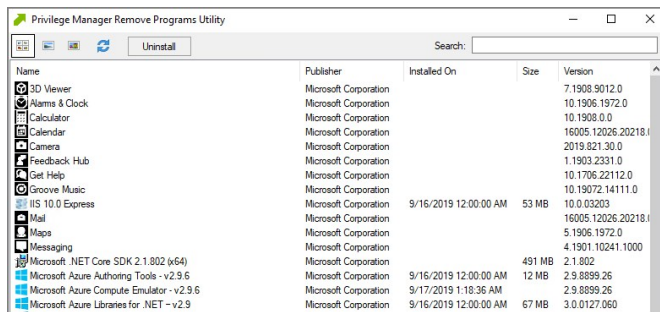 Privilege Manager Remove Programs Utility
Uninstall Search:
Name Publisher Installed On Size Version
3D Viewer Microsoft Corporation 7.1908.9012.0
Alarms & Clock Microsoft Corporation 10.1906.1972.0
Calculator Microsoft Corporation 10.1908.0.0
Calendar Microsoft Corporation 16005.12026.20218.
Camera Microsoft Corporation 2019.821.30.0
Feedback Hub Microsoft Corporation 1.1903.2331.0
Get Help Microsoft Corporation 10.1706.22112.0
Groove Music Microsoft Corporation 10.19072.14111.0
IIS 10.0 Express Microsoft Corporation 9/16/2019 12:00:00 AM 53 MB 10.0.03203
Mail Microsoft Corporation 16005.12026.20218.
Maps Microsoft Corporation 5.1906.1972.0
Messaging Microsoft Corporation 4.1901.10241.1000
Microsoft .NET Core SDK 2.1.802 (x64) Microsoft Corporation 491 MB 2.1.802
Microsoft Azure Authoring Tools - v2.9.6 Microsoft Corporation 9/16/2019 12:00:00 AM 12 MB 2.9.8899.26
Microsoft Azure Compute Emulator - v2.9.6 Microsoft Corporation 9/17/2019 1:18:36 AM 2.9.8899.26
Microsoft Azure Libraries for .NET – v2.9 Microsoft Corporation 9/16/2019 12:00:00 AM 67 MB 3.0.0127.060